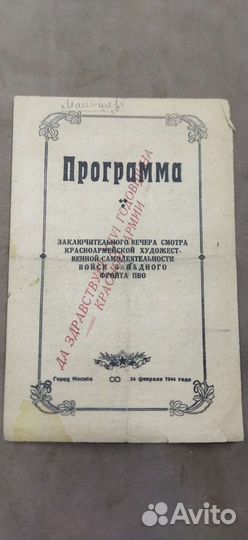 Программа
ЗАКЛЮЧИТЕЛЬНОГО ВЕЧЕРА СМОТРА
КРАСНОАРМЕЙСКОЙ ХУДОЖЕСТ-
ВЕННОЙ САМОДЕЯТЕЛЬНОСТИ
ВОЙСК ЗАПАДНОГО
ФРОНТА ПВО
ДА ЗДРАВСТВУЕТ XXVI ГОДОВЩИНА
КРАСНОЙ АРМИИ
Город Москва 24 февраля 1944 года
Avito